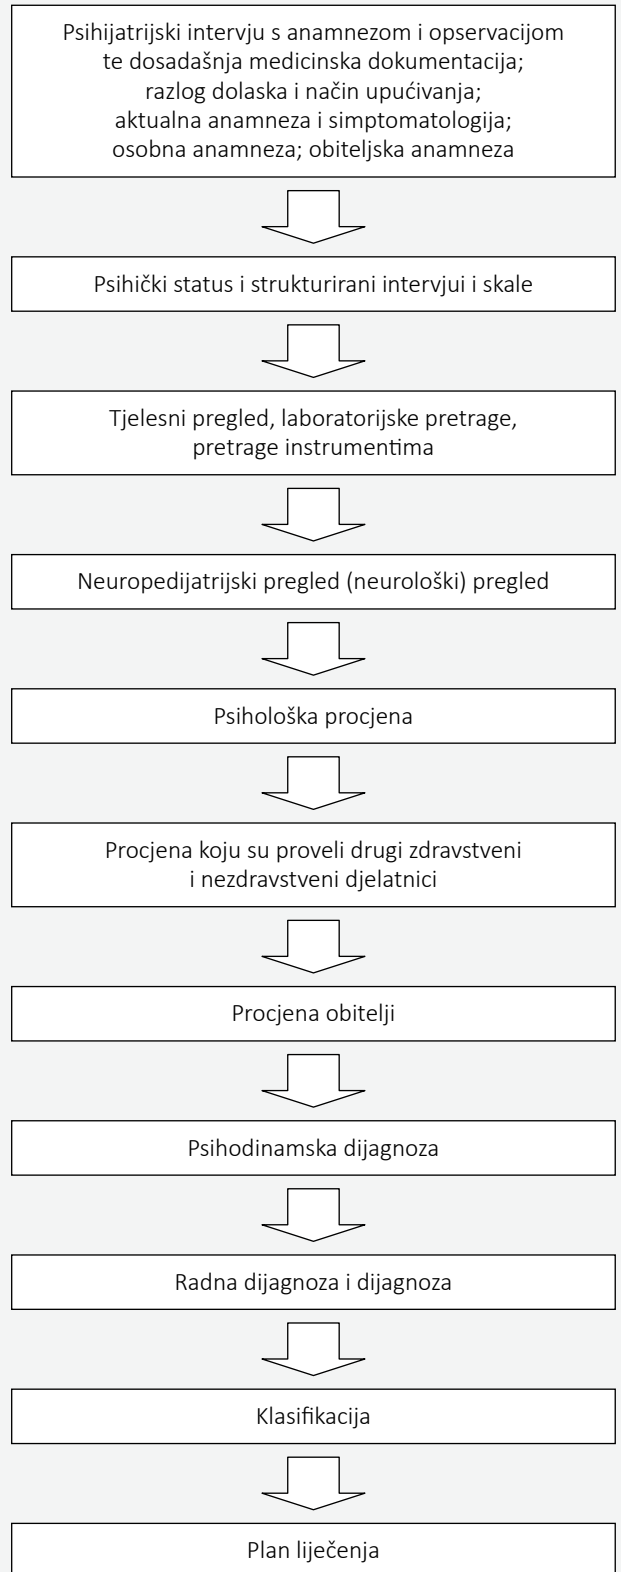 Psihijatrijski intervju s anamnezom i opservacijom
te dosadašnja medicinska dokumentacija;
razlog dolaska i način upućivanja;
aktualna anamneza i simptomatologija;
osobna anamneza; obiteljska anamneza
Psihički status i strukturirani intervjui i skale
Tjelesni pregled, laboratorijske pretrage,
pretrage instrumentima
Neuropedijatrijski pregled (neurološki) pregled
Psihološka procjena
Procjena koju su proveli drugi zdravstveni
i nezdravstveni djelatnici
Procjena obitelji
Psihodinamska dijagnoza
Radna dijagnoza i dijagnoza
Klasifikacija
Plan liječenja